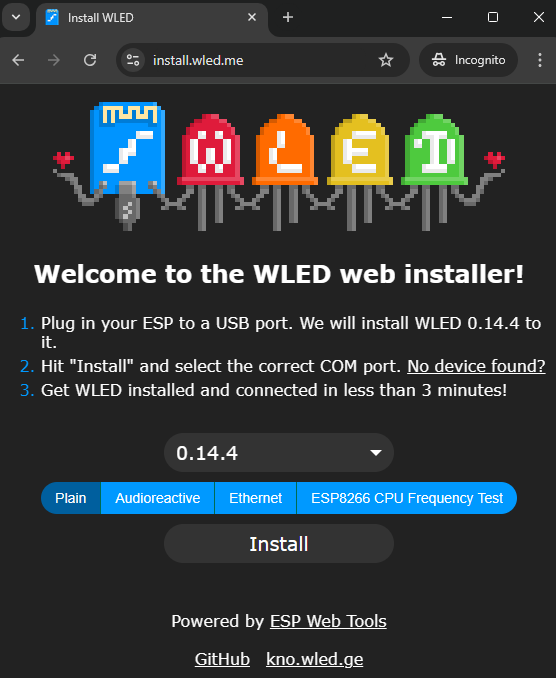 Install WLED
install.wled.me
Incognito
WLED
Welcome to the WLED web installer!
1. Plug in your ESP to a USB port. We will install WLED 0.14.4 to
it.
2. Hit "Install" and select the correct COM port. No device found?
3. Get WLED installed and connected in less than 3 minutes!
0.14.4
Plain Audioreactive Ethernet ESP8266 CPU Frequency Test
Install
Powered by ESP Web Tools
GitHub kno.wled.ge